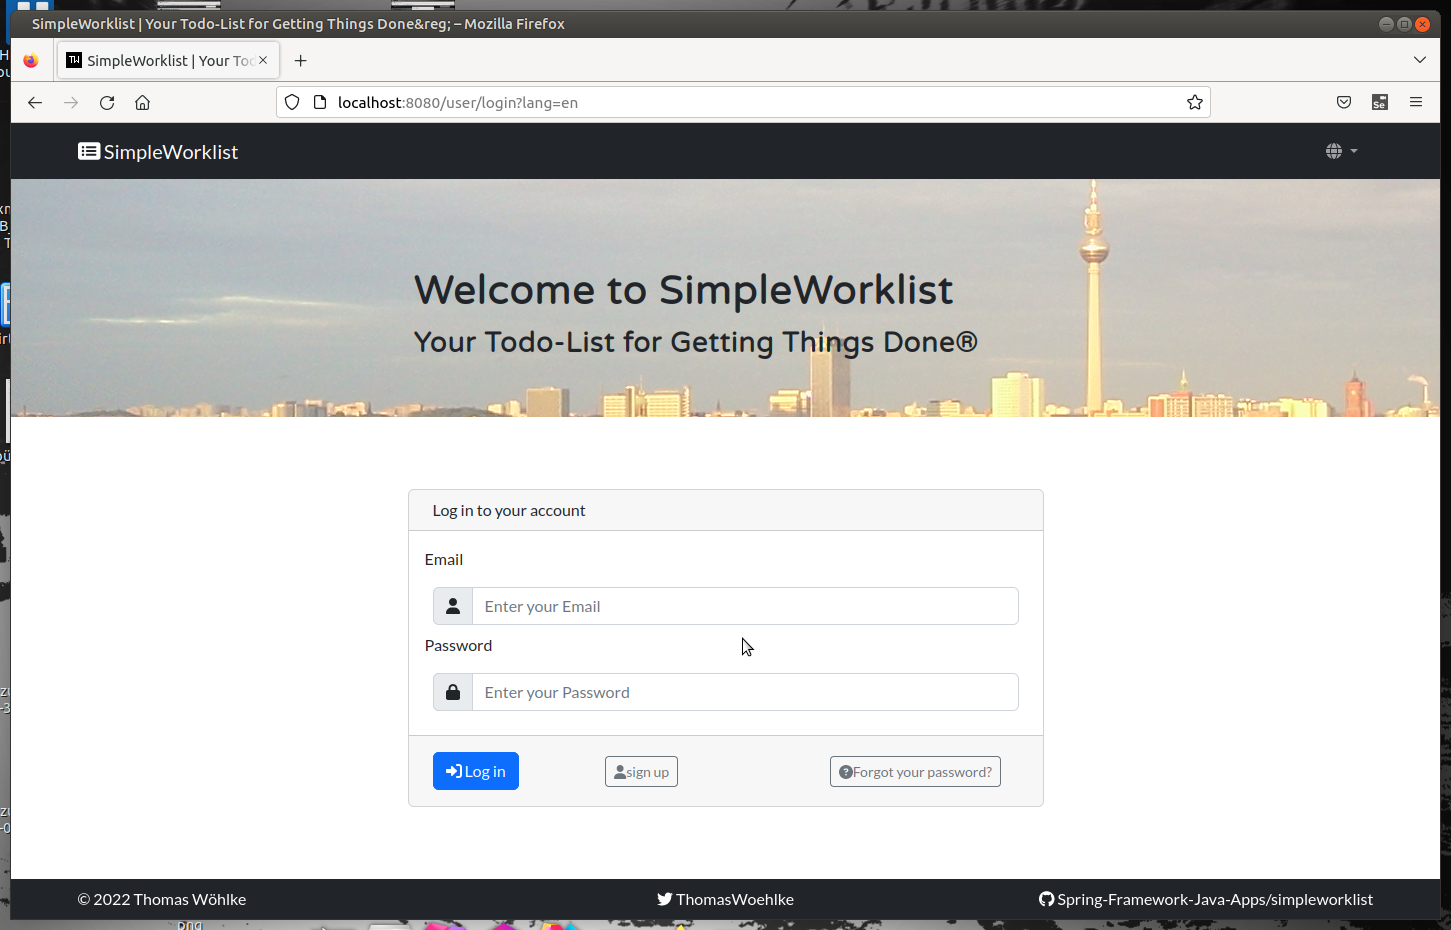 SimpleWorklist | Your Todo-List for Getting Things Done&reg; – Mozilla Firefox
SimpleWorklist | Your To
localhost:8080/user/login?lang=en
SimpleWorklist
Welcome to SimpleWorklist
Your Todo-List for Getting Things Done®
Log in to your account
Email
Enter your Email
Password
Enter your Password
Log in
sign up
Forgot your password?
© 2022 Thomas Wöhlke
ThomasWoehlke
Spring-Framework-Java-Apps/simpleworklist
png